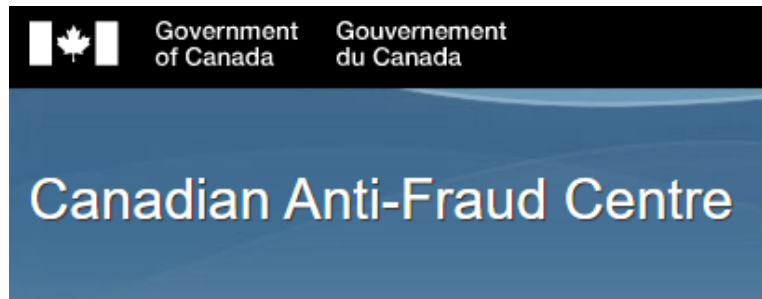 Government Gouvernement
of Canada du Canada
Canadian Anti-Fraud Centre